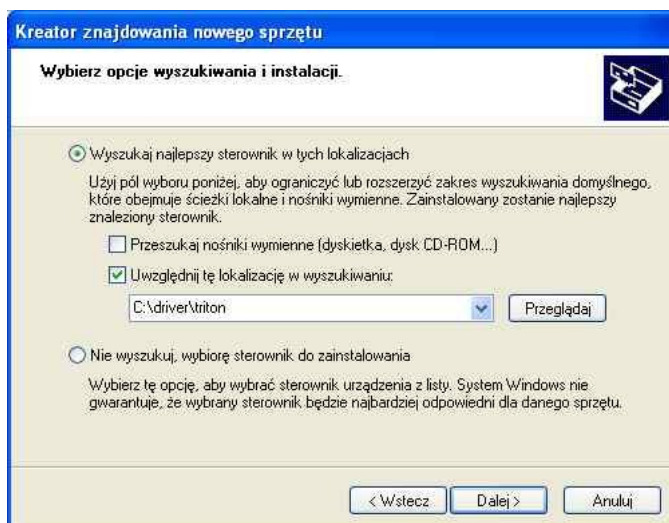 Kreator znajdowania nowego sprzętu
Wybierz opcje wyszukiwania i instalacji.
Wyszukaj najlepszy sterownik w tych lokalizacjach
Użyj pól wyboru poniżej, aby ograniczyć lub rozszerzyć zakres wyszukiwania domyślnego,
które obejmuje ścieżki lokalne i nośniki wymienne. Zainstalowany zostanie najlepszy
znaleziony sterownik.
Przeszukaj nośniki wymienne (dyskietka, dysk CD-ROM...)
Uwzględnij tę lokalizację w wyszukiwaniu:
C:\driver\triton
Przeglądaj
Nie wyszukuj, wybiorę sterownik do zainstalowania
Wybierz tę opcję, aby wybrać sterownik urządzenia z listy. System Windows nie
gwarantuje, że wybrany sterownik będzie najbardziej odpowiedni dla danego sprzętu.
< Wstecz
Dalej >
Anuluj